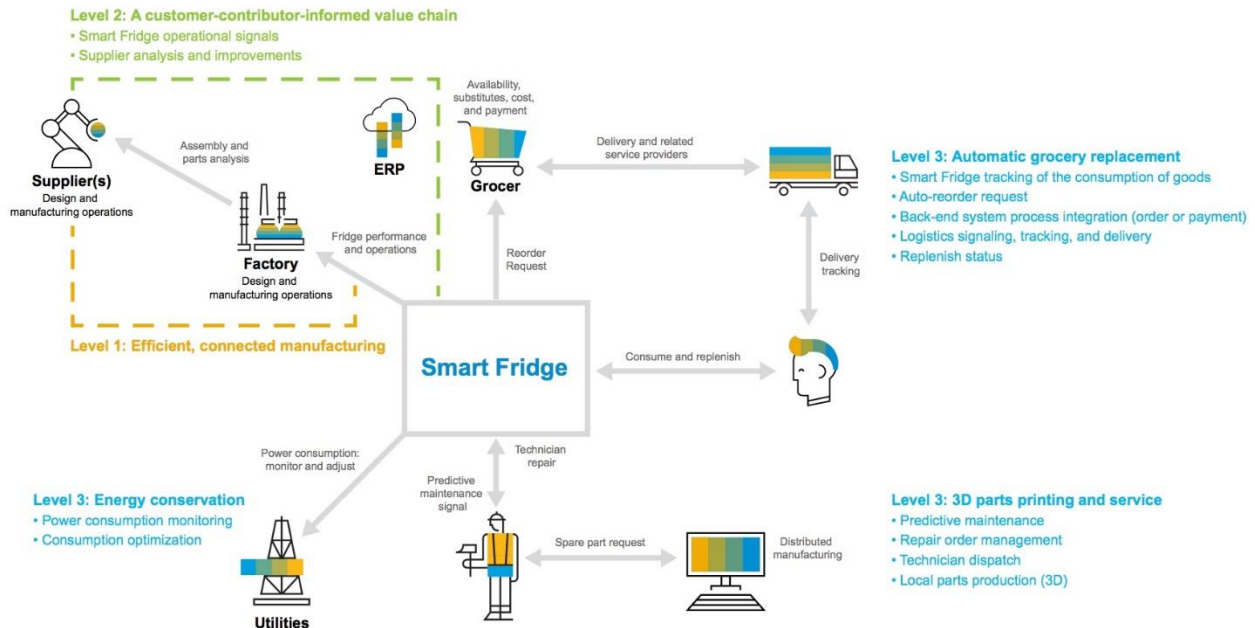 Level 2: A customer-contributor-informed value chain
• Smart Fridge operational signals
• Supplier analysis and improvements
Supplier(s)
Design and
manufacturing operations
Assembly and
parts analysis
ERP
Factory
Design and
manufacturing operations
Fridge performance
and operations
Level 1: Efficient, connected manufacturing
Availability,
substitutes, cost,
and payment
Grocer
Delivery and related
service providers
Reorder
Request
Level 3: Automatic grocery replacement
• Smart Fridge tracking of the consumption of goods
• Auto-reorder request
• Back-end system process integration (order or payment)
• Logistics signaling, tracking, and delivery
• Replenish status
Delivery
tracking
Smart Fridge
Consume and replenish
Power consumption:
monitor and adjust
Technician
repair
Predictive
maintenance
signal
Level 3: Energy conservation
• Power consumption monitoring
• Consumption optimization
Utilities
Spare part request
Distributed
manufacturing
Level 3: 3D parts printing and service
• Predictive maintenance
• Repair order management
• Technician dispatch
• Local parts production (3D)